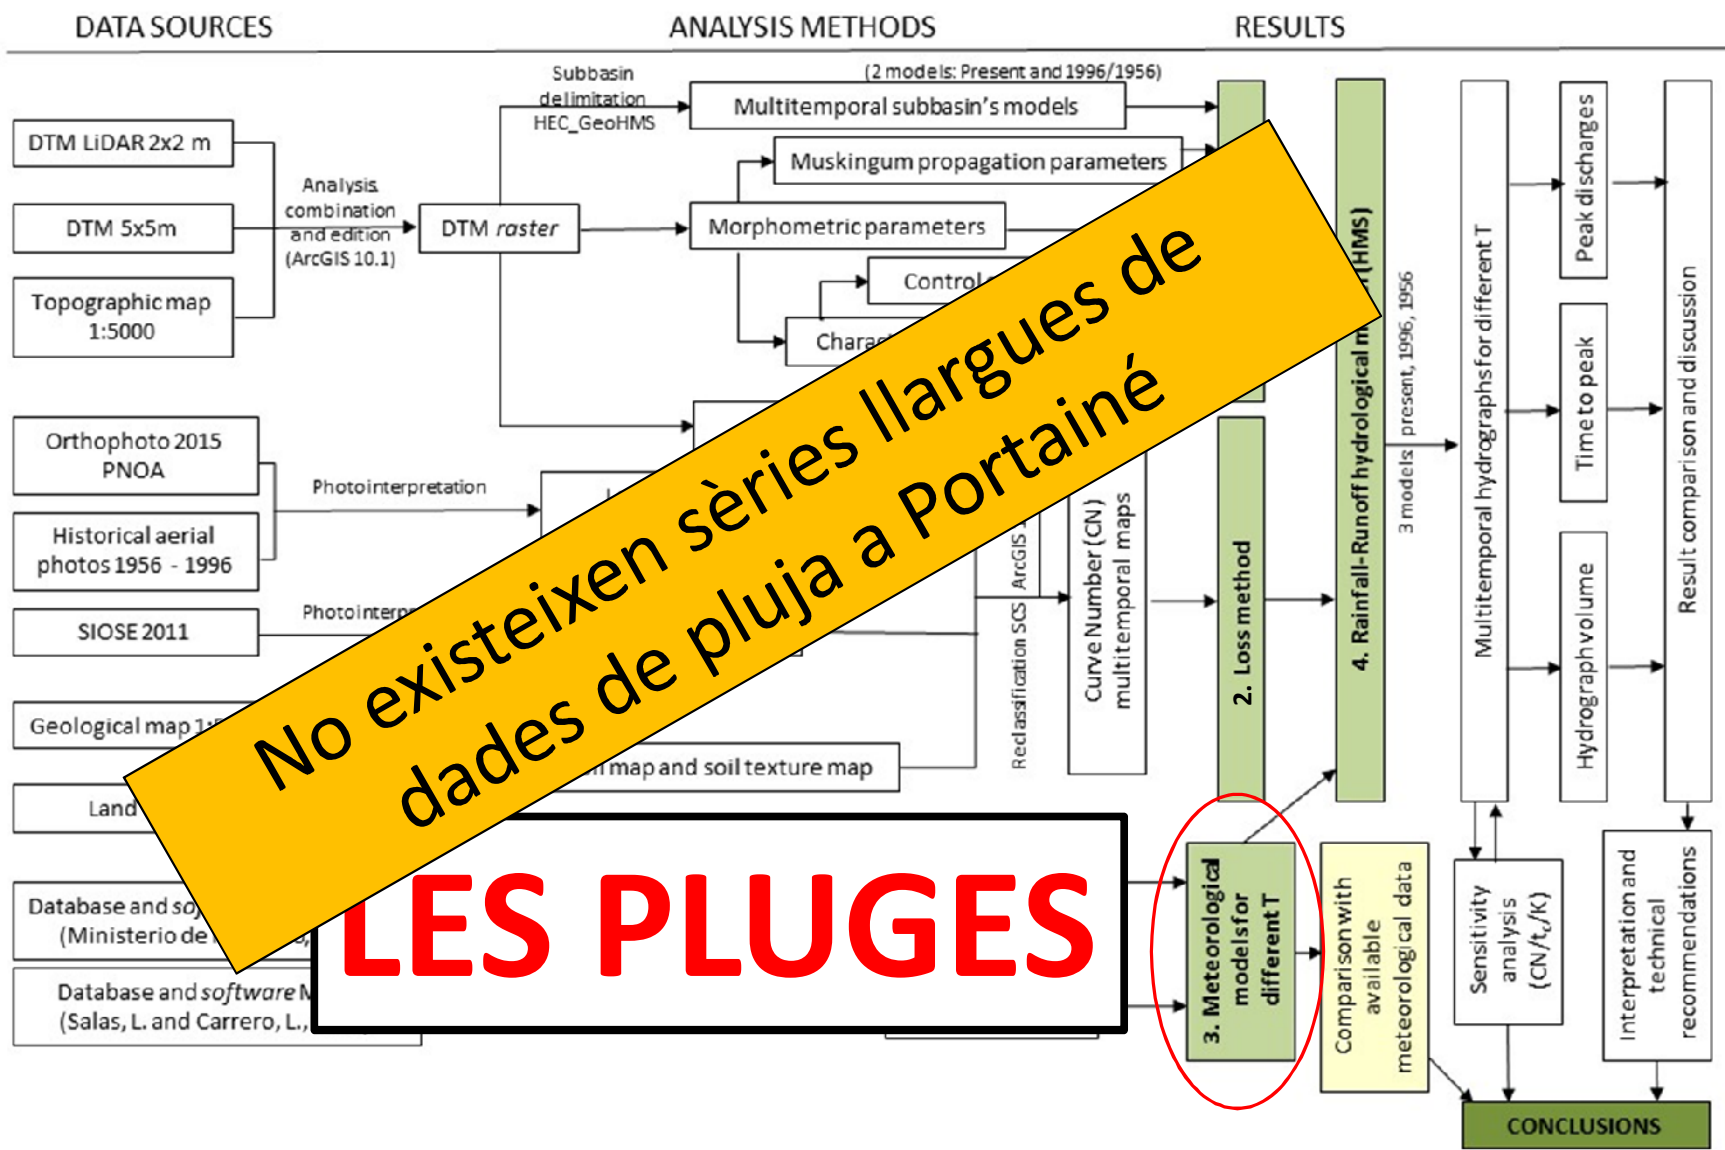 DATA SOURCES
ANALYSIS METHODS
RESULTS
Subbasin
delimitation
HEC_GeoHMS
(2 models: Present and 1996/1956)
Multitemporal subbasin's models
DTM LiDAR 2x2 m
Muskingum propagation parameters
Analysis,
combination
and edition
(ArcGIS 10.1)
DTM 5x5m
DTM raster
Morphometric parameters
Topographic map
1:5000
Control
Orthophoto 2015
PNOA
Photointerpretation
Historical aerial
photos 1956 - 1996
SIOSE 2011
Geological map
Land
map and soil texture map
Database and
(Ministerio de
Database and software
(Salas, L. and Carrero, L.,
No existeixen sèries llargues de
dades de pluja a Portainé
LES PLUGES
Reclassification SCS ArcGIS
Curve Number (CN)
multitemporal maps
2. Loss method
3. Meteorological
models for
different T
4. Rainfall-Runoff hydrological
(HMS)
3 models: present, 1996, 1956
Comparison with
available
meteorological data
Multitemporal hydrographs for different T
Sensitivity
analysis
(CN/tc/K)
Peak discharges
Time to peak
Hydrograph volume
Result comparison and discussion
Interpretation and
technical
recommendations
CONCLUSIONS